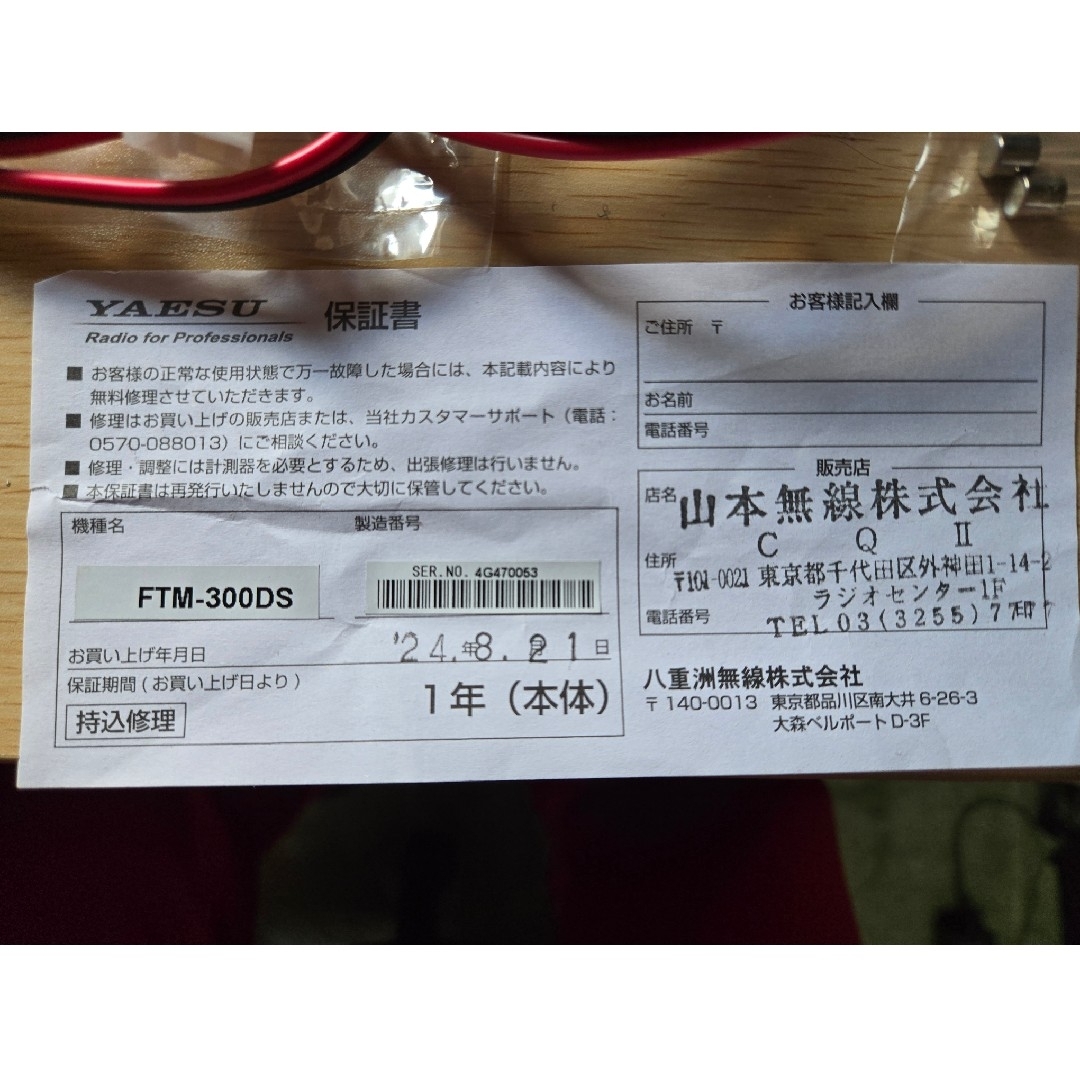 YAESU 保証書
Radio for Professionals
■ お客様の正常な使用状態で万一故障した場合には、本記載内容により
無料修理させていただきます。
■ 修理はお買い上げの販売店または、当社カスタマーサポート（電話：
0570-088013）にご相談ください。
■ 修理・調整には計測器を必要とするため、出張修理は行いません。
■ 本保証書は再発行いたしませんので大切に保管してください。
機種名 製造番号
FTM-300DS
SER.NO. 4G470053
お買い上げ年月日 '24.年8.月21日
保証期間(お買い上げ日より)
1年（本体）
持込修理
お客様記入欄
ご住所 〒
お名前
電話番号
販売店
店名 山本無線株式会社
C Q Ⅱ
住所 〒101-0021 東京都千代田区外神田1-14-2
ラジオセンター1F
電話番号 TEL03(3255)7 印
八重洲無線株式会社
〒140-0013 東京都品川区南大井6-26-3
大森ベルポートD-3F